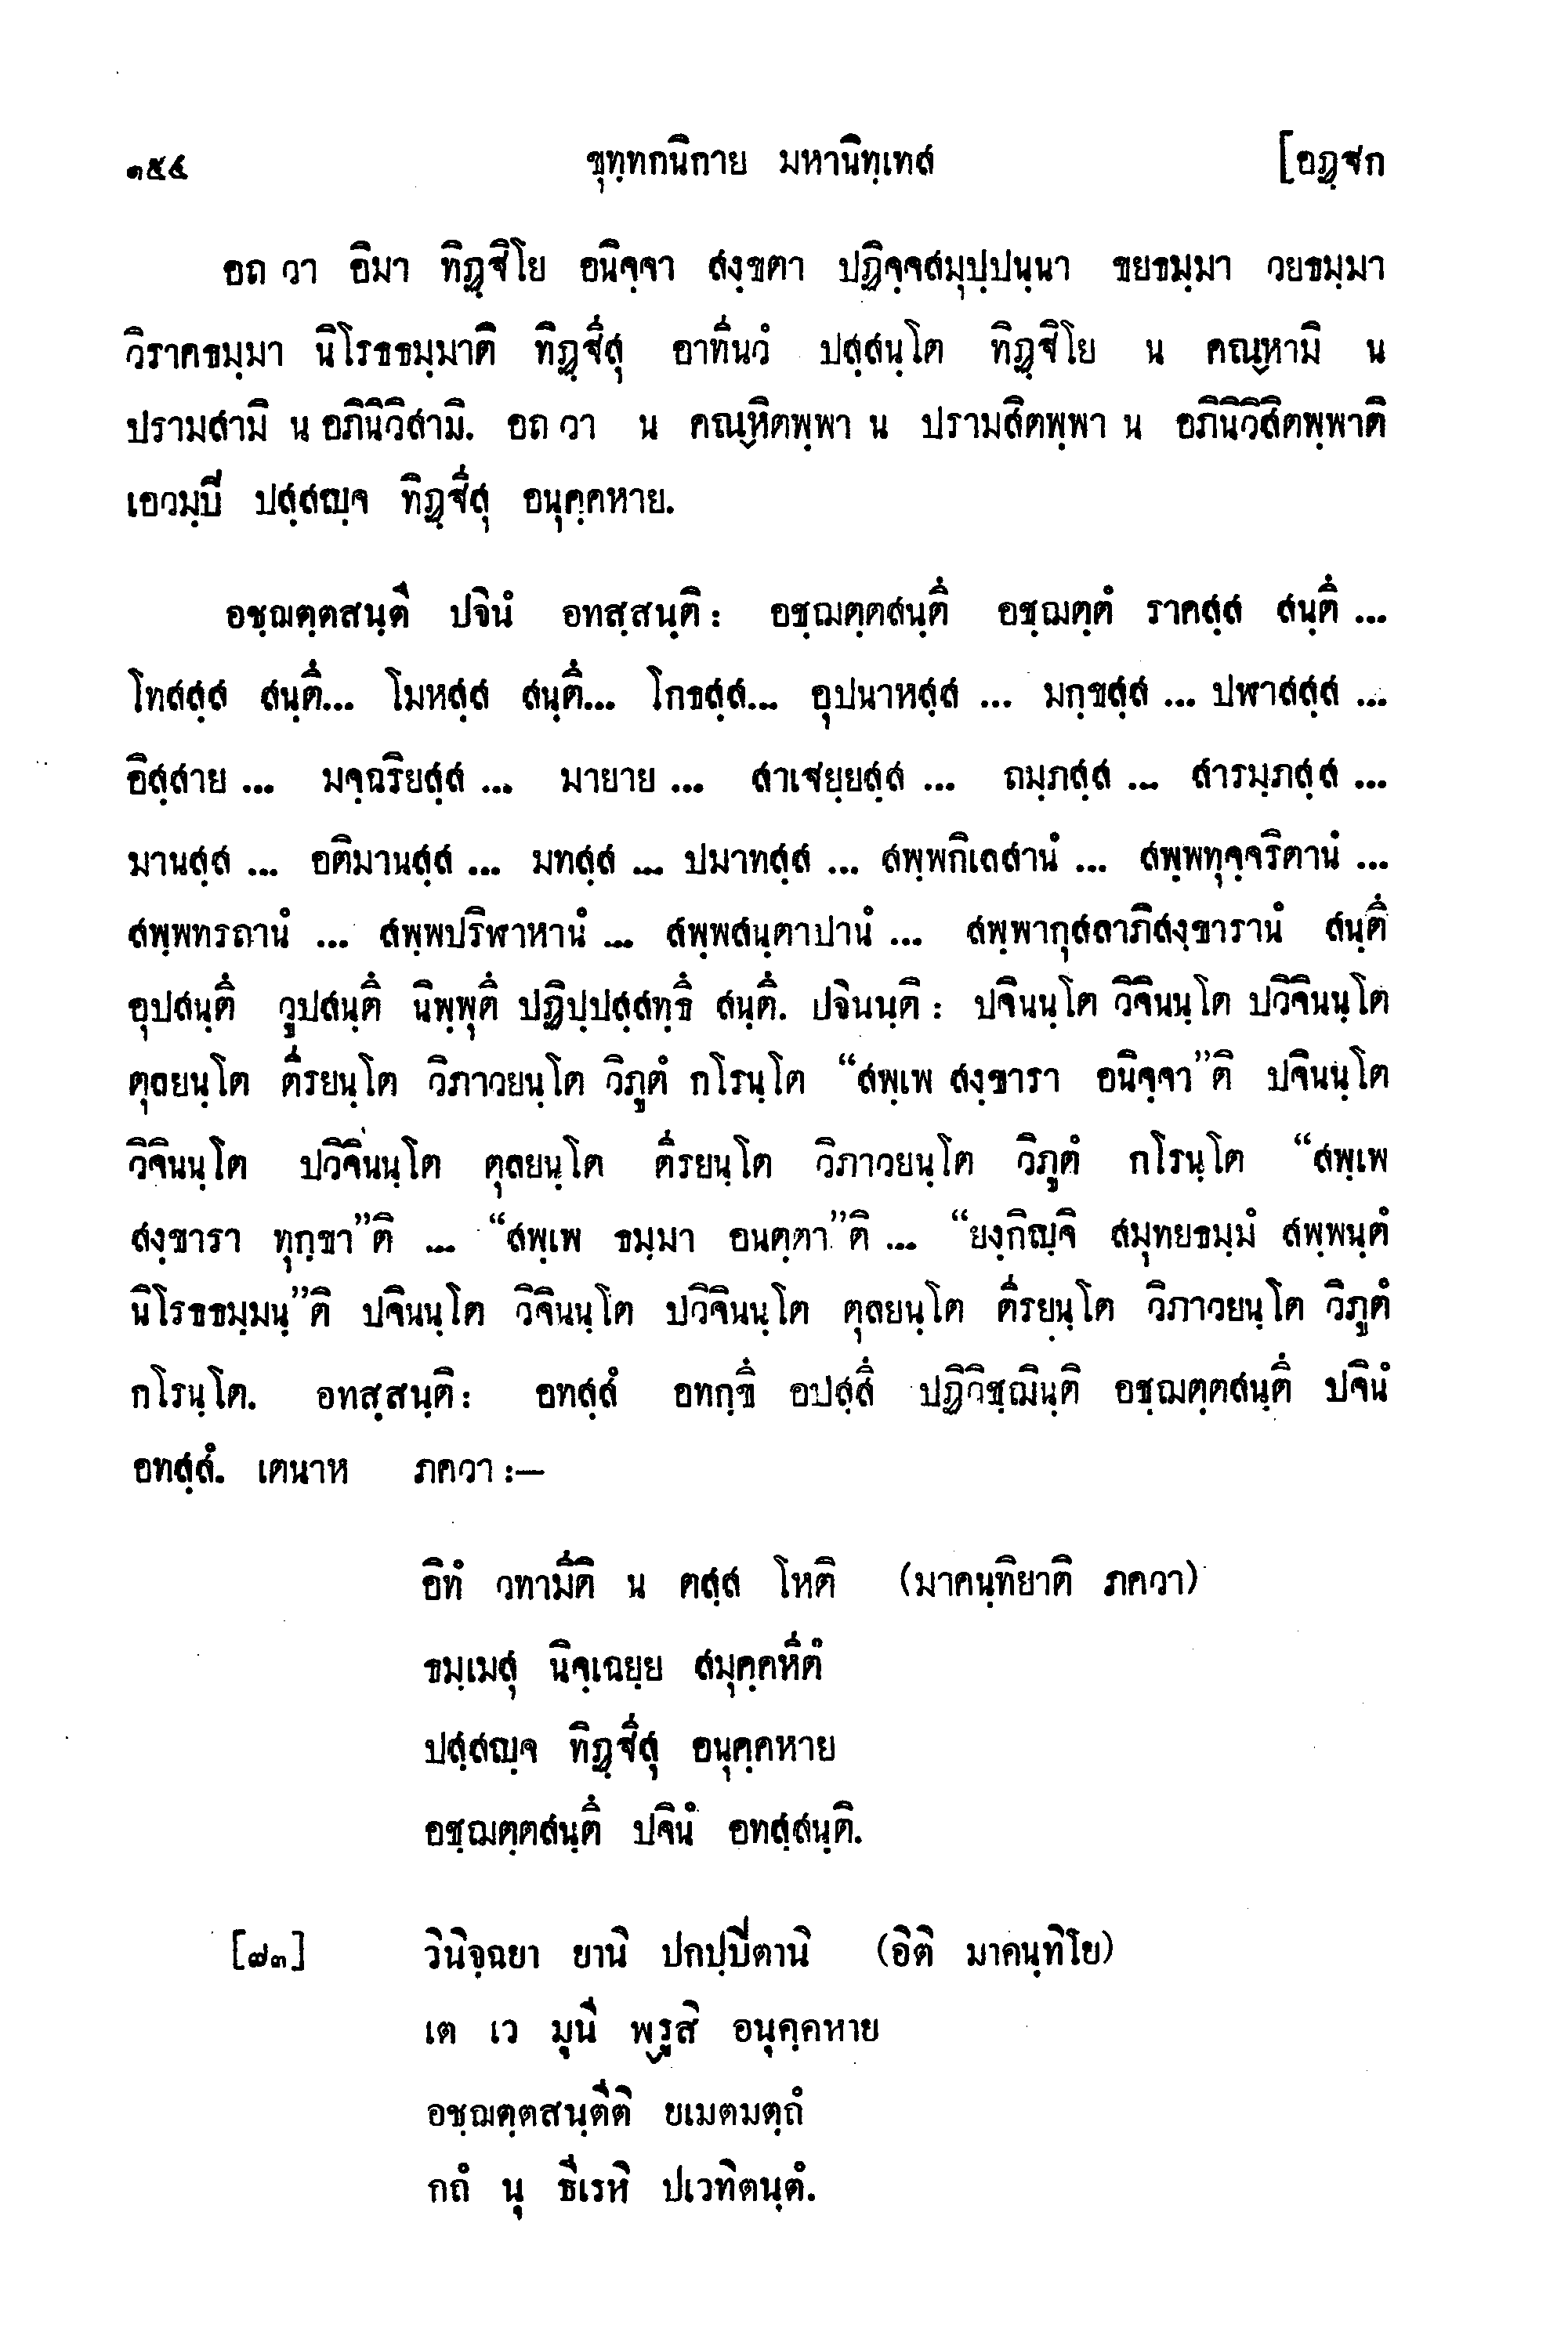 ๑๕๔ ขุทฺทกนิกาย มหานิทฺเทส [อฏฺฐก
อถ วา อิมา ทิฏฺฐิโย อนิจฺจา สงฺขตา ปฏิจฺจสมุปฺปนฺนา ขยธมฺมา วยธมฺมา
วิราคธมฺมา นิโรธธมฺมาติ ทิฏฺฐีสุ อาทีนวํ ปสฺสนฺโต ทิฏฺฐิโย น คณฺหามิ น
ปรามสามิ น อภินิวิสามิ. อถ วา น คณฺหิตพฺพา น ปรามสิตพฺพา น อภินิวิสิตพฺพาติ
เอวมฺปิ ปสฺสญฺจ ทิฏฺฐีสุ อนุคฺคหาย.
อชฺฌตฺตสนฺตึ ปจินํ อทสฺสนฺติ: อชฺฌตฺตสนฺตึ อชฺฌตฺตํ ราคสฺส สนฺตึ ...
โทสสฺส สนฺตึ... โมหสฺส สนฺตึ... โกธสฺส... อุปนาหสฺส ... มกฺขสฺส ... ปฬาสสฺส ...
อิสฺสาย ... มจฺฉริยสฺส ... มายาย ... สาเฐยฺยสฺส ... ถมฺภสฺส ... สารมฺภสฺส ...
มานสฺส ... อติมานสฺส ... มทสฺส ... ปมาทสฺส ... สพฺพกิเลสานํ ... สพฺพทุจฺจริตานํ ...
สพฺพทรถานํ ... สพฺพปริฬาหานํ ... สพฺพสนฺตาปานํ ... สพฺพากุสลาภิสงฺขารานํ สนฺตึ
อุปสนฺตึ วูปสนฺตึ นิพฺพุตึ ปฏิปฺปสฺสทฺธึ สนฺตึ. ปจินนฺติ: ปจินนฺโต วิจินนฺโต ปวิจินนฺโต
ตุลยนฺโต ตีรยนฺโต วิภาวยนฺโต วิภูตํ กโรนฺโต “สพฺเพ สงฺขารา อนิจฺจา”ติ ปจินนฺโต
วิจินนฺโต ปวิจินนฺโต ตุลยนฺโต ตีรยนฺโต วิภาวยนฺโต วิภูตํ กโรนฺโต “สพฺเพ
สงฺขารา ทุกฺขา”ติ ... “สพฺเพ ธมฺมา อนตฺตา”ติ ... “ยงฺกิญฺจิ สมุทยธมฺมํ สพฺพนฺตํ
นิโรธธมฺมนฺ”ติ ปจินนฺโต วิจินนฺโต ปวิจินนฺโต ตุลยนฺโต ตีรยนฺโต วิภาวยนฺโต วิภูตํ
กโรนฺโต. อทสฺสนฺติ: อทสฺสํ อทกฺขึ อปสฺสึ ปฏิวิชฺฌินฺติ อชฺฌตฺตสนฺตึ ปจินํ
อทสฺสํ. เตนาห ภควา :—
อิทํ วทามีติ น ตสฺส โหติ (มาคนฺทิยาติ ภควา)
ธมฺเมสุ นิจฺเฉยฺย สมุคฺคหีตํ
ปสฺสญฺจ ทิฏฺฐีสุ อนุคฺคหาย
อชฺฌตฺตสนฺตึ ปจินํ อทสฺสนฺติ.
[๗๓] วินิจฺฉยา ยานิ ปกปฺปิตานิ (อิติ มาคนฺทิโย)
เต เว มุนี พฺรูสิ อนุคฺคหาย
อชฺฌตฺตสนฺตีติ ยเมตมตฺถํ
กถํ นุ ธีเรหิ ปเวทิตนฺตํ.